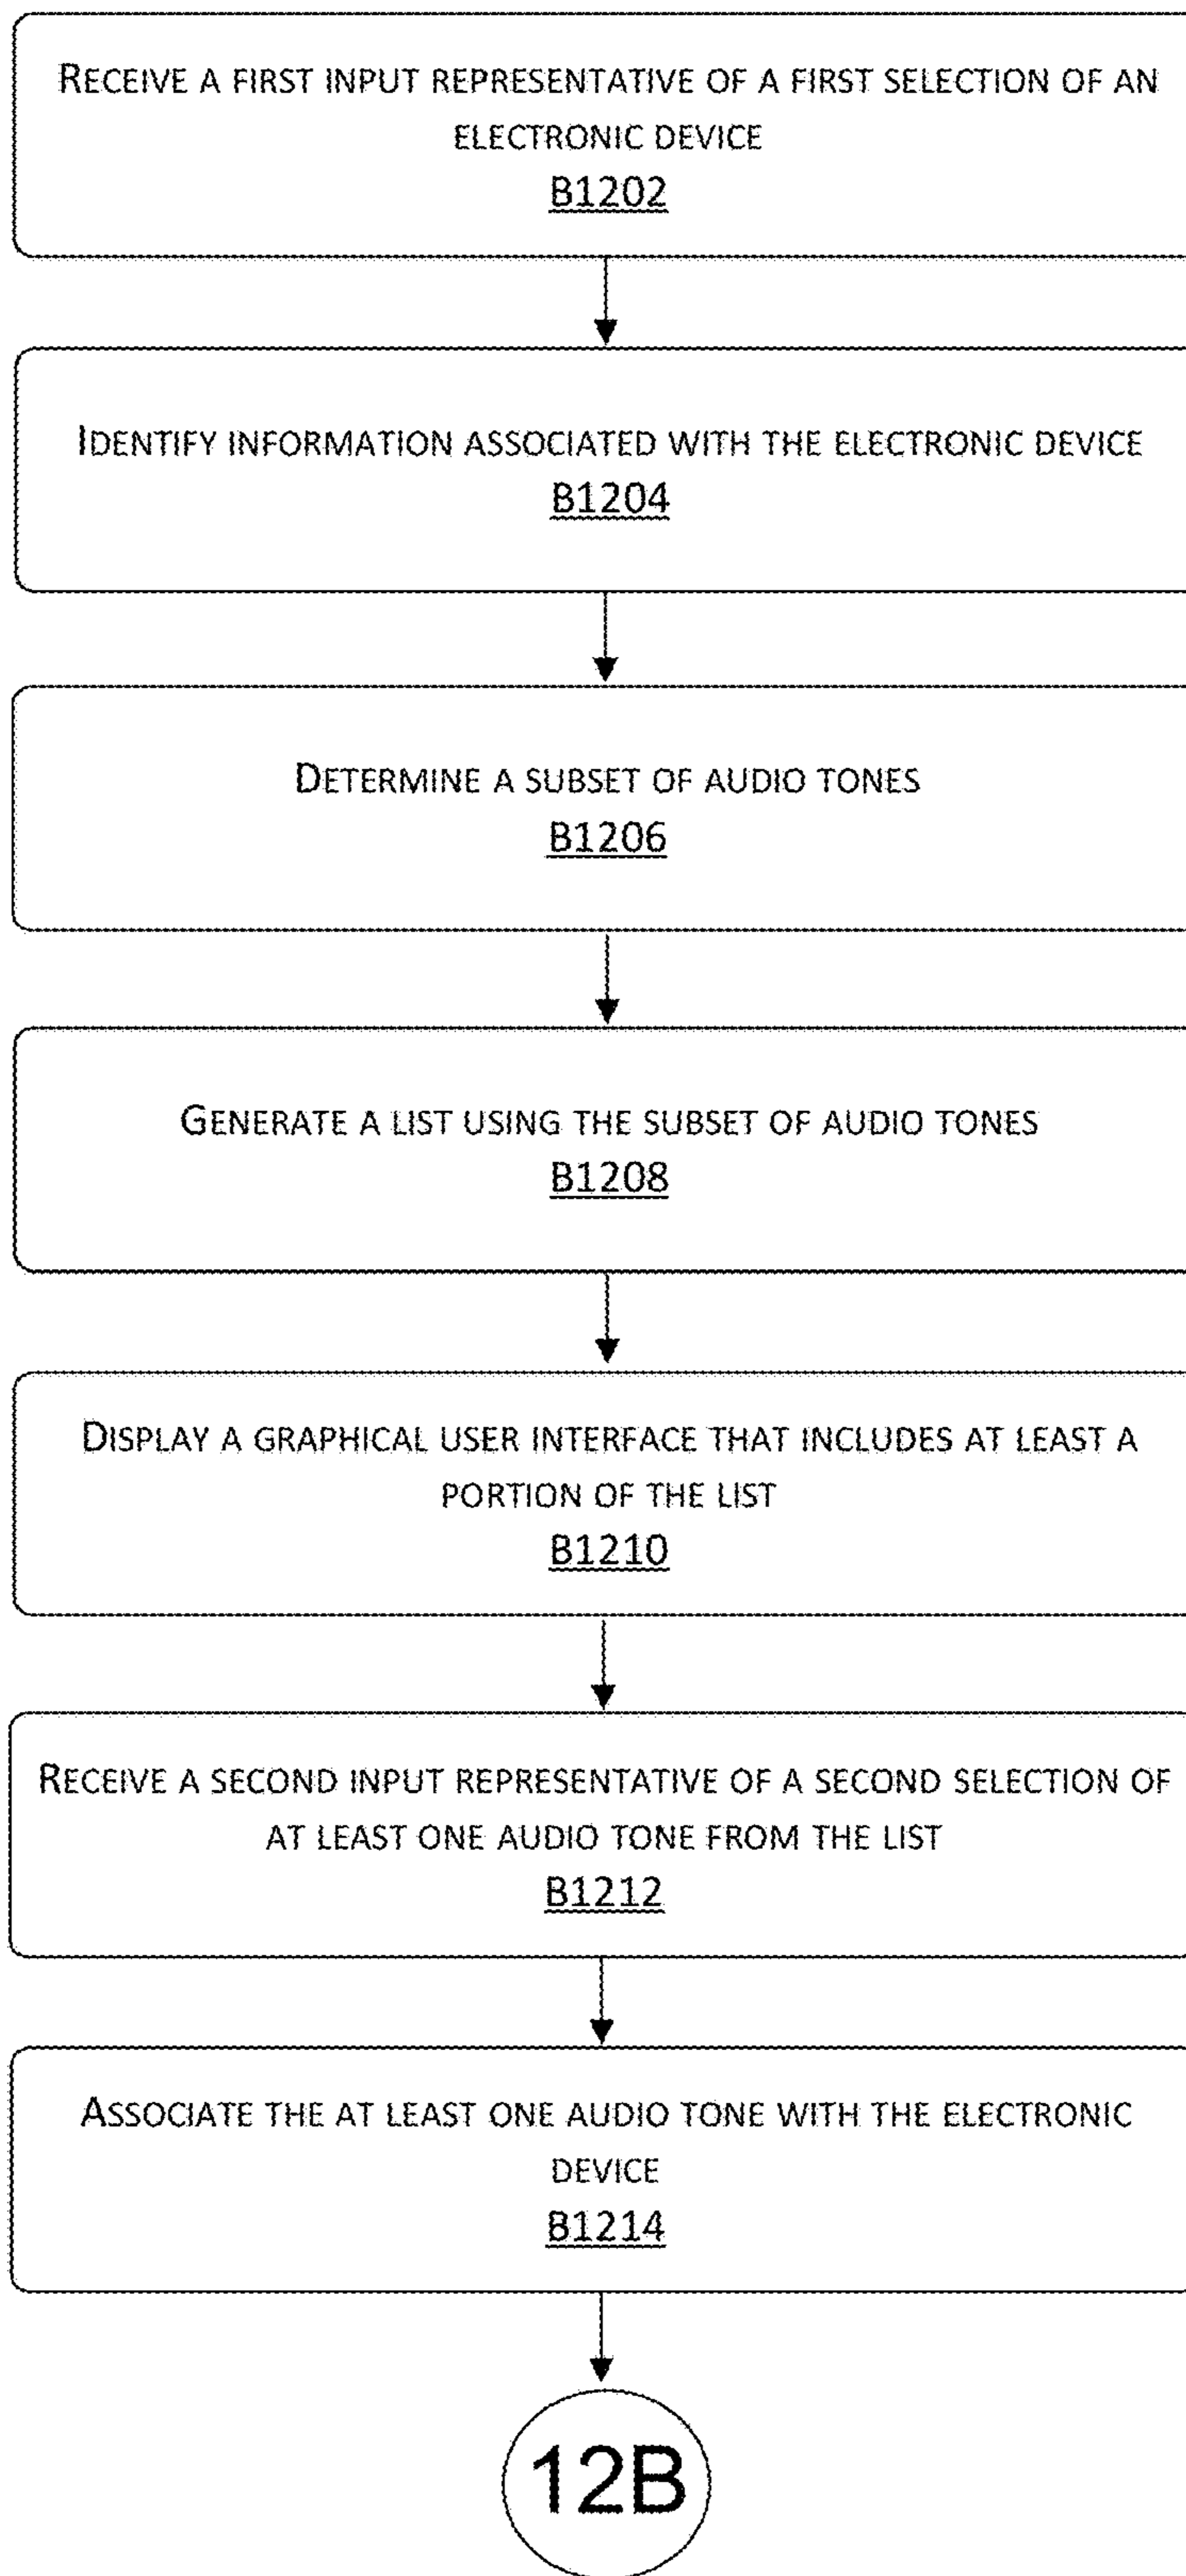 RECEIVE A FIRST INPUT REPRESENTATIVE OF A FIRST SELECTION OF AN
ELECTRONIC DEVICE
B1202
IDENTIFY INFORMATION ASSOCIATED WITH THE ELECTRONIC DEVICE
B1204
DETERMINE A SUBSET OF AUDIO TONES
B1206
GENERATE A LIST USING THE SUBSET OF AUDIO TONES
B1208
DISPLAY A GRAPHICAL USER INTERFACE THAT INCLUDES AT LEAST A
PORTION OF THE LIST
B1210
RECEIVE A SECOND INPUT REPRESENTATIVE OF A SECOND SELECTION OF
AT LEAST ONE AUDIO TONE FROM THE LIST
B1212
ASSOCIATE THE AT LEAST ONE AUDIO TONE WITH THE ELECTRONIC
DEVICE
B1214
12B